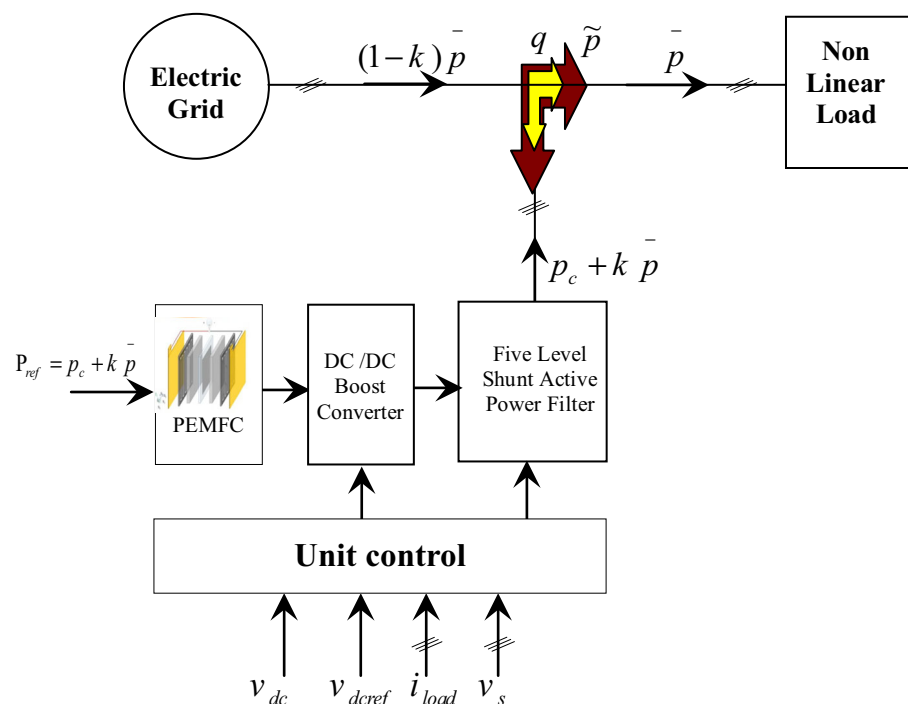 Electric
Grid
(1−k) p̄
q
p̃
p̄
Non
Linear
Load
p_c + k p̄
P_ref = p_c + k p̄
PEMFC
DC /DC
Boost
Converter
Five Level
Shunt Active
Power Filter
Unit control
v_dc
v_dcref
i_load
v_s